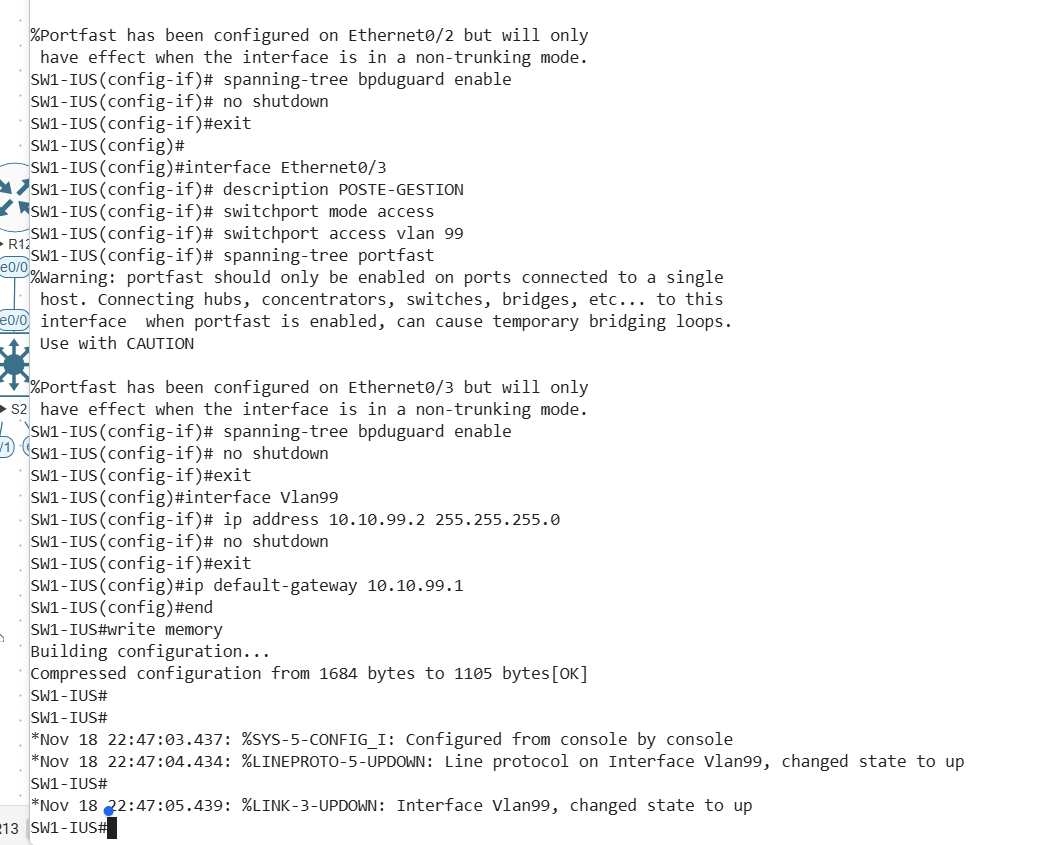 %Portfast has been configured on Ethernet0/2 but will only
 have effect when the interface is in a non-trunking mode.
SW1-IUS(config-if)# spanning-tree bpduguard enable
SW1-IUS(config-if)# no shutdown
SW1-IUS(config-if)#exit
SW1-IUS(config)#
SW1-IUS(config)#interface Ethernet0/3
SW1-IUS(config-if)# description POSTE-GESTION
SW1-IUS(config-if)# switchport mode access
SW1-IUS(config-if)# switchport access vlan 99
R12
SW1-IUS(config-if)# spanning-tree portfast
e0/0
%Warning: portfast should only be enabled on ports connected to a single
 host. Connecting hubs, concentrators, switches, bridges, etc... to this
e0/0
 interface  when portfast is enabled, can cause temporary bridging loops.
 Use with CAUTION
%Portfast has been configured on Ethernet0/3 but will only
S2
 have effect when the interface is in a non-trunking mode.
SW1-IUS(config-if)# spanning-tree bpduguard enable
/1
SW1-IUS(config-if)# no shutdown
SW1-IUS(config-if)#exit
SW1-IUS(config)#interface Vlan99
SW1-IUS(config-if)# ip address 10.10.99.2 255.255.255.0
SW1-IUS(config-if)# no shutdown
SW1-IUS(config-if)#exit
SW1-IUS(config)#ip default-gateway 10.10.99.1
SW1-IUS(config)#end
SW1-IUS#write memory
Building configuration...
Compressed configuration from 1684 bytes to 1105 bytes[OK]
SW1-IUS#
SW1-IUS#
*Nov 18 22:47:03.437: %SYS-5-CONFIG_I: Configured from console by console
*Nov 18 22:47:04.434: %LINEPROTO-5-UPDOWN: Line protocol on Interface Vlan99, changed state to up
SW1-IUS#
*Nov 18 22:47:05.439: %LINK-3-UPDOWN: Interface Vlan99, changed state to up
R13
SW1-IUS#